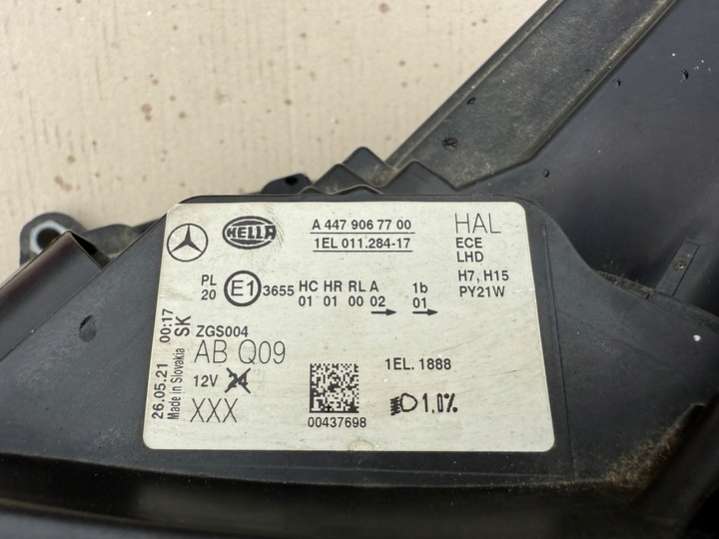 HELLA
A 447 906 77 00
1EL 011.284-17
HAL
ECE
LHD
H7, H15
PY21W
PL
20
E1
3655
HC HR RL A
01 01 00 02
1b
01
ZGS004
AB Q09
12V 24
XXX
00437698
1EL. 1888
1.0%
26.05.21 00:17
Made in Slovakia SK